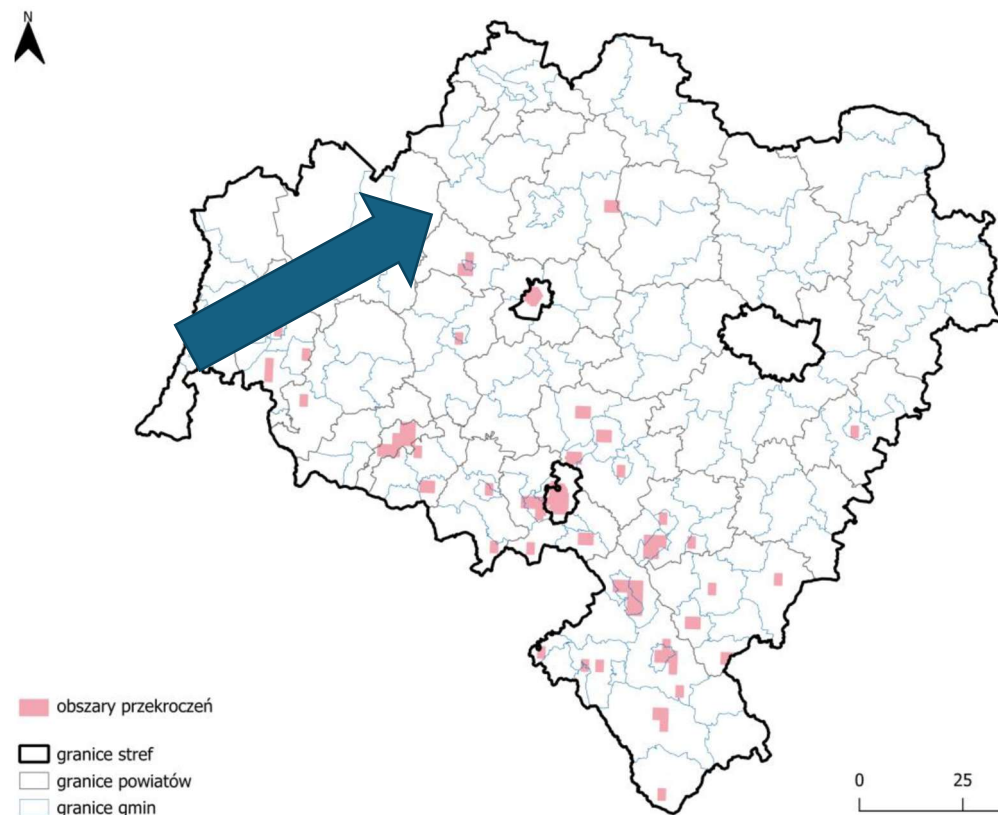 N
obszary przekroczeń
granice stref
granice powiatów
granice gmin
0 25